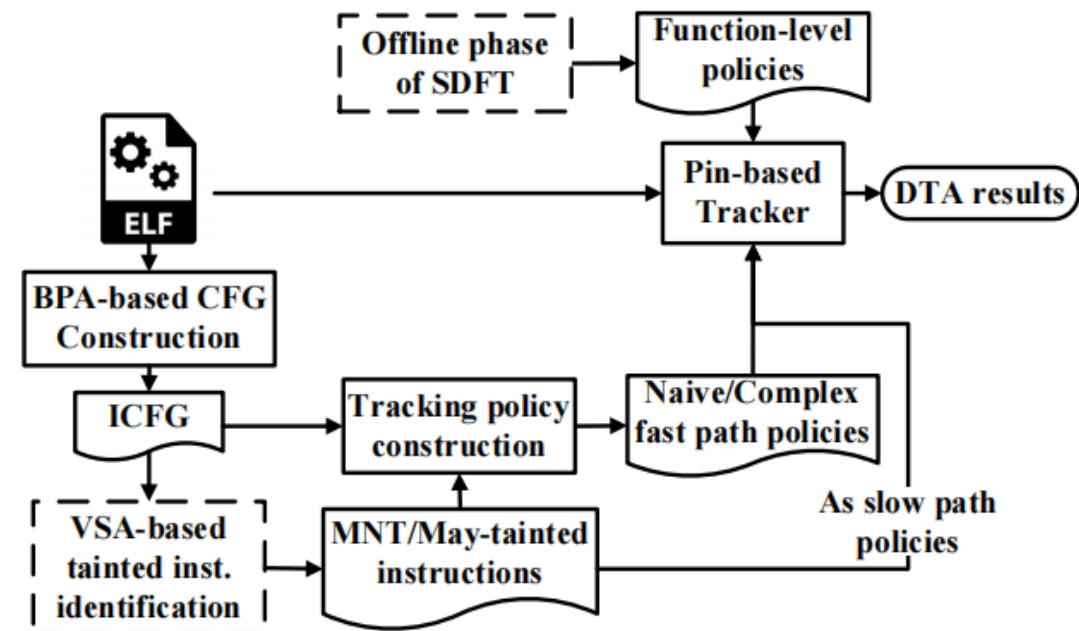 Offline phase
of SDFT
Function-level
policies
ELF
Pin-based
Tracker
DTA results
BPA-based CFG
Construction
ICFG
Tracking policy
construction
Naive/Complex
fast path policies
VSA-based
tainted inst.
identification
MNT/May-tainted
instructions
As slow path
policies